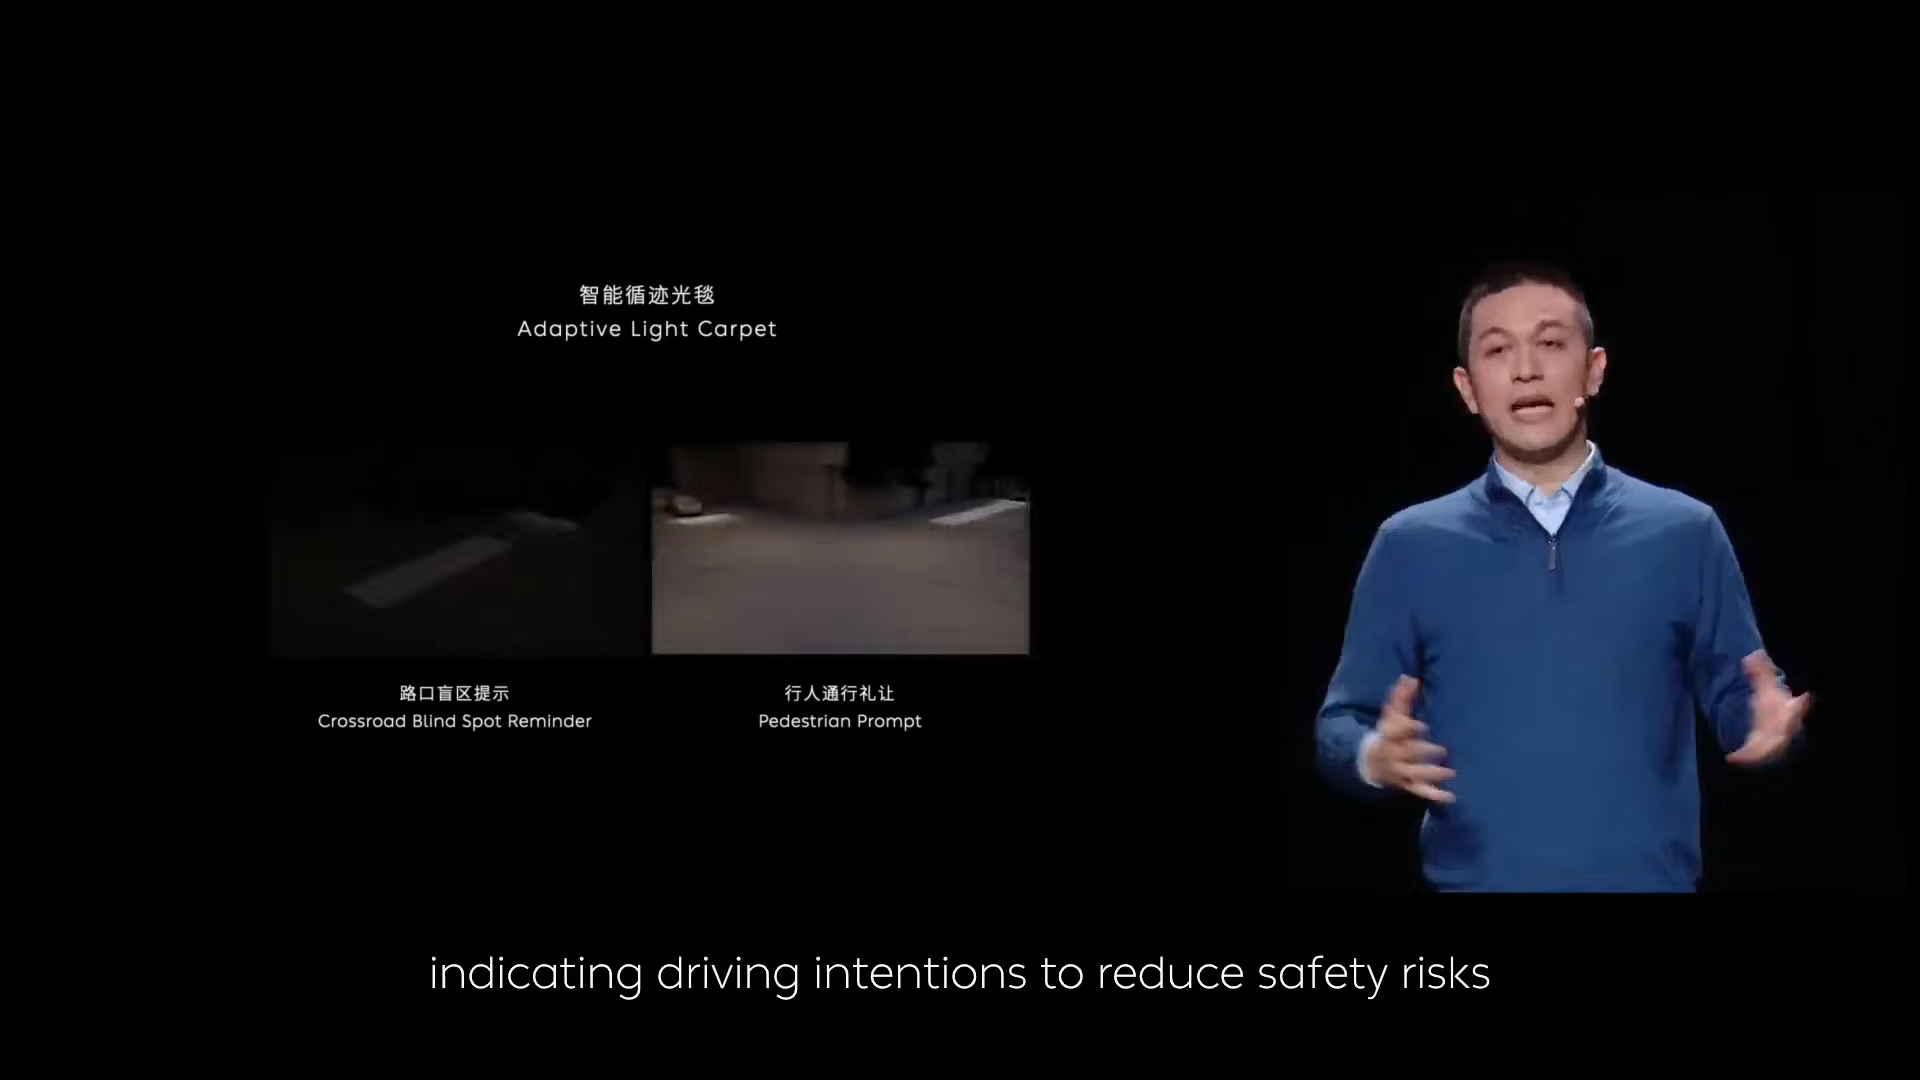 智能循迹光毯
Adaptive Light Carpet
路口盲区提示
Crossroad Blind Spot Reminder
行人通行礼让
Pedestrian Prompt
indicating driving intentions to reduce safety risks